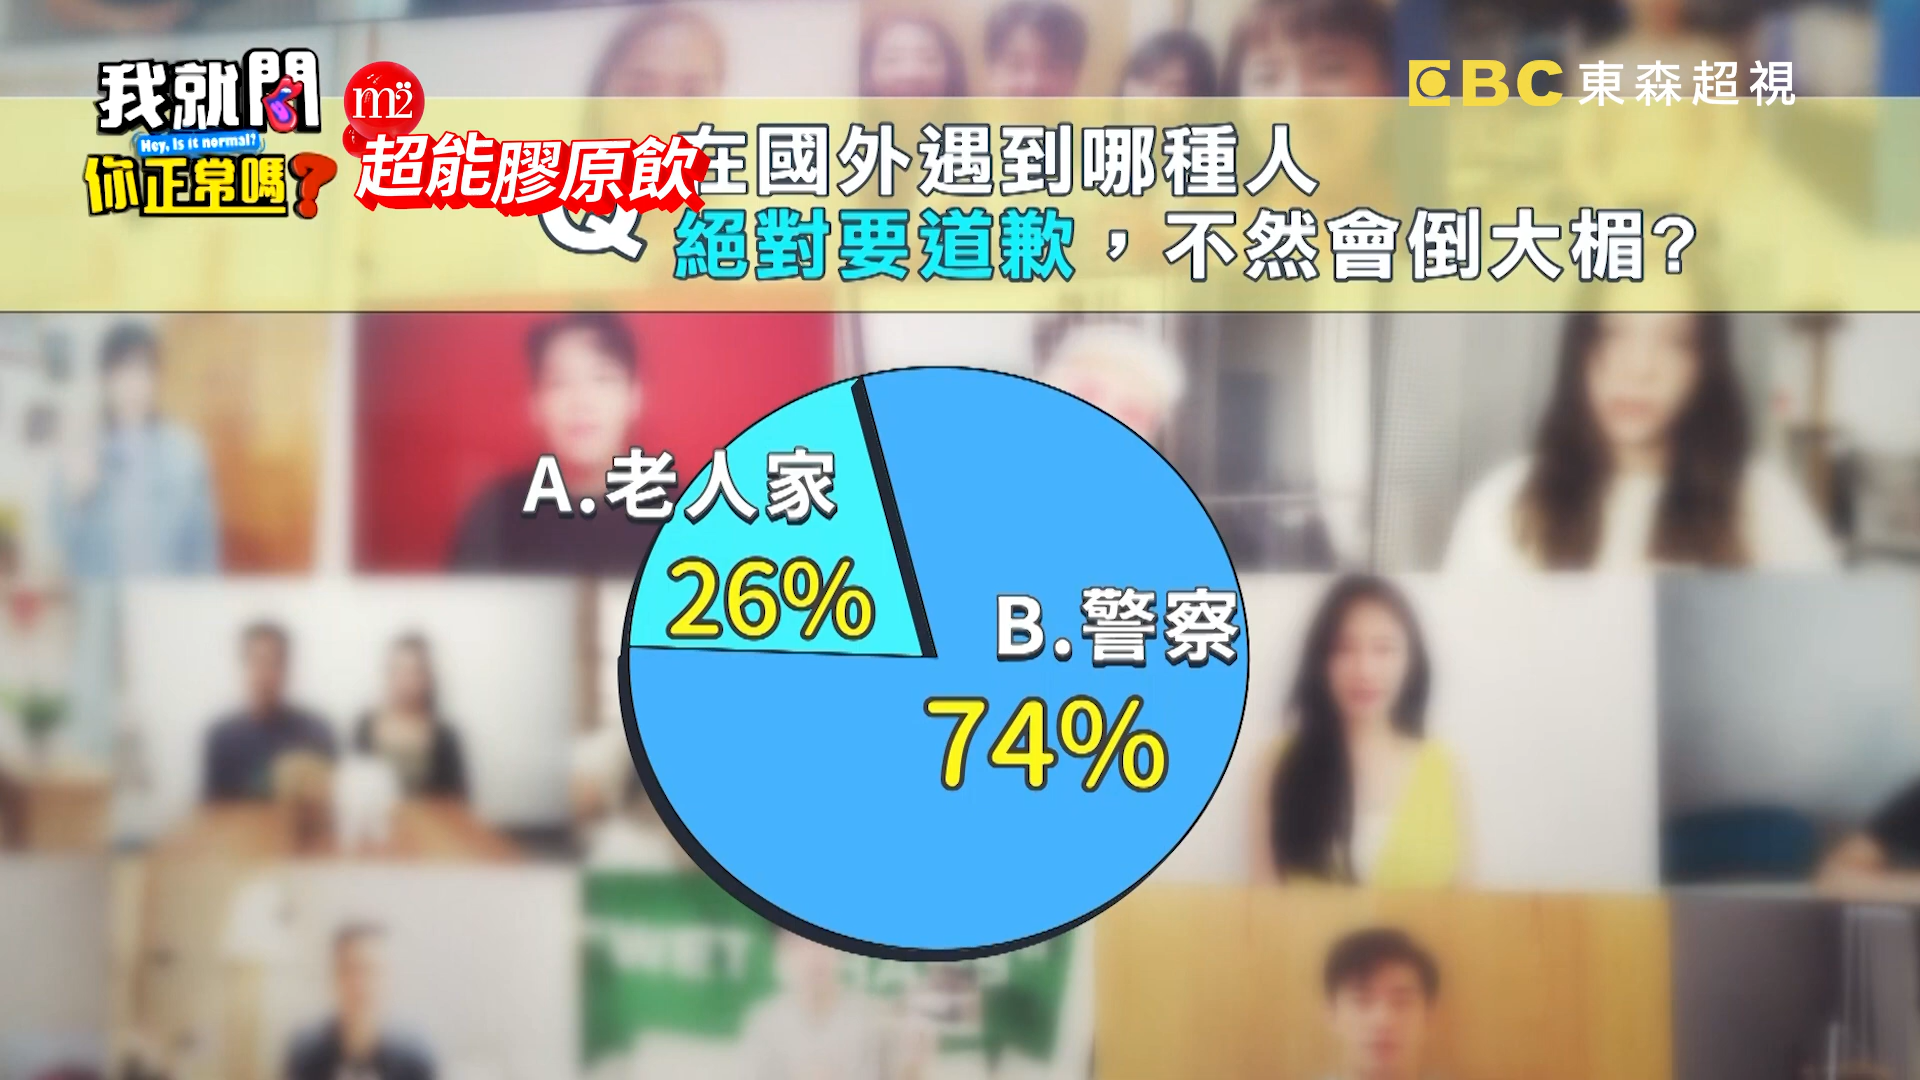 我就問
Hey, Is it normal?
你正常嗎?
m2
超能膠原飲
EBC 東森超視
Q 在國外遇到哪種人
絕對要道歉,不然會倒大楣?
A.老人家
26%
B.警察
74%